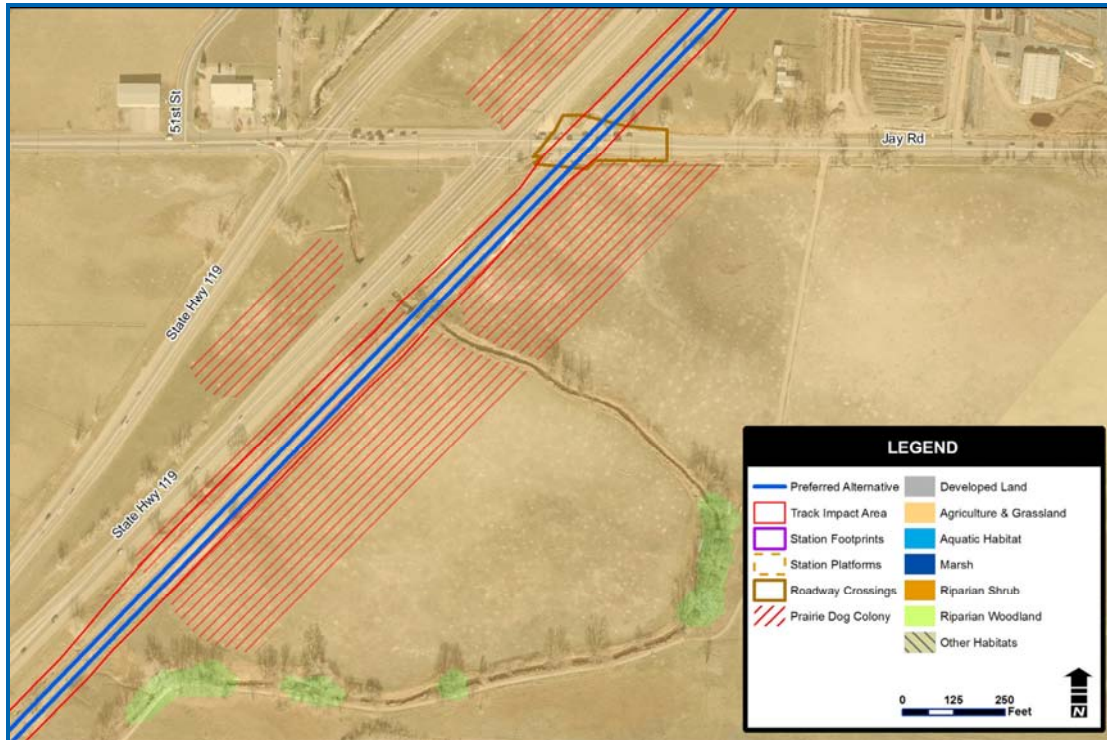 51st St
Jay Rd
State Hwy 119
State Hwy 119
LEGEND
Preferred Alternative
Track Impact Area
Station Footprints
Station Platforms
Roadway Crossings
Prairie Dog Colony
Developed Land
Agriculture & Grassland
Aquatic Habitat
Marsh
Riparian Shrub
Riparian Woodland
Other Habitats
0 125 250
Feet
N